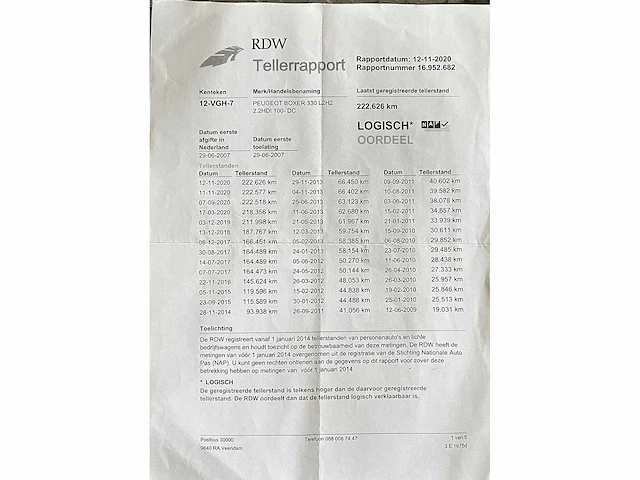 RDW
Tellerrapport
Rapportdatum: 12-11-2020
Rapportnummer 16.952.682
Kenteken Merk/Handelsbenaming Laatst geregistreerde tellerstand
12-VGH-7 PEUGEOT BOXER 330 L2H2 222.626 km
2.2HDI 100- DC
LOGISCH* NAP
OORDEEL
Datum eerste
afgifte in Datum eerste
Nederland toelating
29-06-2007 29-06-2007
Tellerstanden
Datum Tellerstand Datum Tellerstand Datum Tellerstand
12-11-2020 222.626 km 29-11-2013 66.450 km 09-09-2011 40.602 km
11-11-2020 222.577 km 04-11-2013 66.402 km 10-08-2011 39.582 km
07-09-2020 222.518 km 25-06-2013 63.123 km 03-06-2011 38.078 km
17-03-2020 218.356 km 11-06-2013 62.680 km 15-02-2011 34.857 km
03-12-2019 211.998 km 21-05-2013 61.967 km 21-01-2011 33.939 km
13-12-2018 187.767 km 12-03-2013 59.754 km 15-09-2010 30.611 km
08-12-2017 166.451 km 05-02-2013 58.385 km 06-08-2010 29.852 km
30-08-2017 164.489 km 24-01-2013 58.154 km 23-07-2010 29.485 km
14-07-2017 164.489 km 05-06-2012 50.270 km 11-06-2010 28.438 km
07-07-2017 164.473 km 24-05-2012 50.144 km 26-04-2010 27.333 km
22-11-2016 145.624 km 26-03-2012 48.053 km 26-03-2010 25.957 km
05-11-2015 119.596 km 15-02-2012 44.838 km 19-02-2010 25.846 km
23-09-2015 115.589 km 30-01-2012 44.488 km 25-01-2010 25.513 km
28-11-2014 93.938 km 26-09-2011 41.056 km 12-06-2009 19.031 km
Toelichting
De RDW registreert vanaf 1 januari 2014 tellerstanden van personenauto's en lichte
bedrijfswagens en houdt toezicht op de betrouwbaarheid van deze metingen. De RDW heeft de
metingen van vóór 1 januari 2014 overgenomen uit de registratie van de Stichting Nationale Auto
Pas (NAP). U kunt geen rechten ontlenen aan de gegevens op dit rapport voor zover deze
betrekking hebben op metingen van vóór 1 januari 2014.
* LOGISCH
De geregistreerde tellerstand is telkens hoger dan de daarvoor geregistreerde
tellerstand. De RDW oordeelt dan dat de tellerstand logisch verklaarbaar is.
Postbus 30000 Telefoon 088 008 74 47 1 van 5
9640 RA Veendam 3 E 1675d